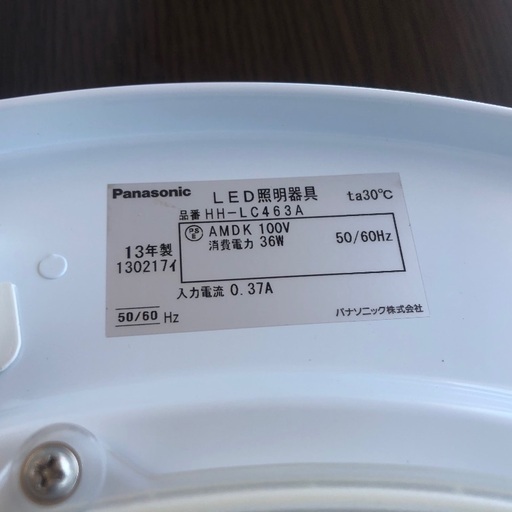 Panasonic LED照明器具 ta30℃
品番 HH-LC463A
PSE AMDK 100V
消費電力 36W 50/60Hz
13年製
130217イ
入力電流 0.37A
50/60 Hz
パナソニック株式会社